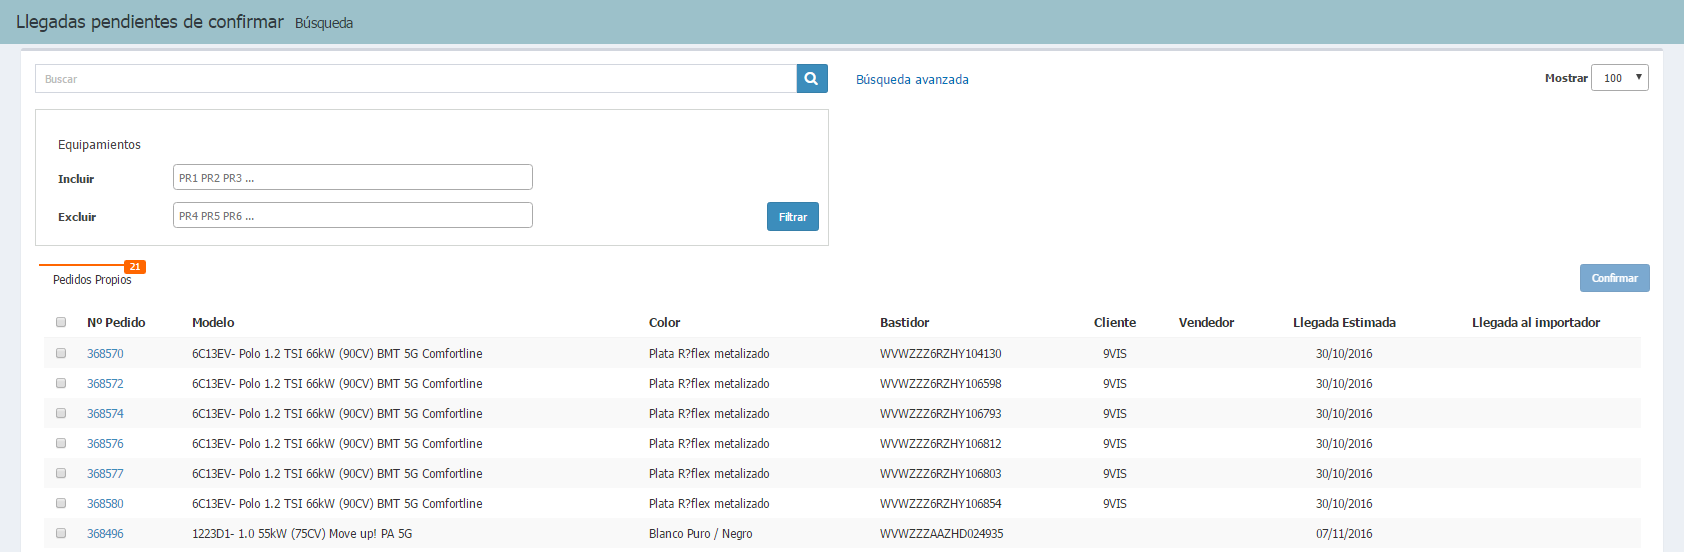 Llegadas pendientes de confirmar Búsqueda
Buscar
Búsqueda avanzada
Mostrar 100
Equipamientos
Incluir PR1 PR2 PR3 ...
Excluir PR4 PR5 PR6 ...
Filtrar
Pedidos Propios 21
Confirmar
Nº Pedido Modelo Color Bastidor Cliente Vendedor Llegada Estimada Llegada al importador
368570 6C13EV- Polo 1.2 TSI 66kW (90CV) BMT 5G Comfortline Plata R?flex metalizado WVWZZZ6RZHY104130 9VIS 30/10/2016
368572 6C13EV- Polo 1.2 TSI 66kW (90CV) BMT 5G Comfortline Plata R?flex metalizado WVWZZZ6RZHY106598 9VIS 30/10/2016
368574 6C13EV- Polo 1.2 TSI 66kW (90CV) BMT 5G Comfortline Plata R?flex metalizado WVWZZZ6RZHY106793 9VIS 30/10/2016
368576 6C13EV- Polo 1.2 TSI 66kW (90CV) BMT 5G Comfortline Plata R?flex metalizado WVWZZZ6RZHY106812 9VIS 30/10/2016
368577 6C13EV- Polo 1.2 TSI 66kW (90CV) BMT 5G Comfortline Plata R?flex metalizado WVWZZZ6RZHY106803 9VIS 30/10/2016
368580 6C13EV- Polo 1.2 TSI 66kW (90CV) BMT 5G Comfortline Plata R?flex metalizado WVWZZZ6RZHY106854 9VIS 30/10/2016
368496 1223D1- 1.0 55kW (75CV) Move up! PA 5G Blanco Puro / Negro WVWZZZAAZHD024935 07/11/2016